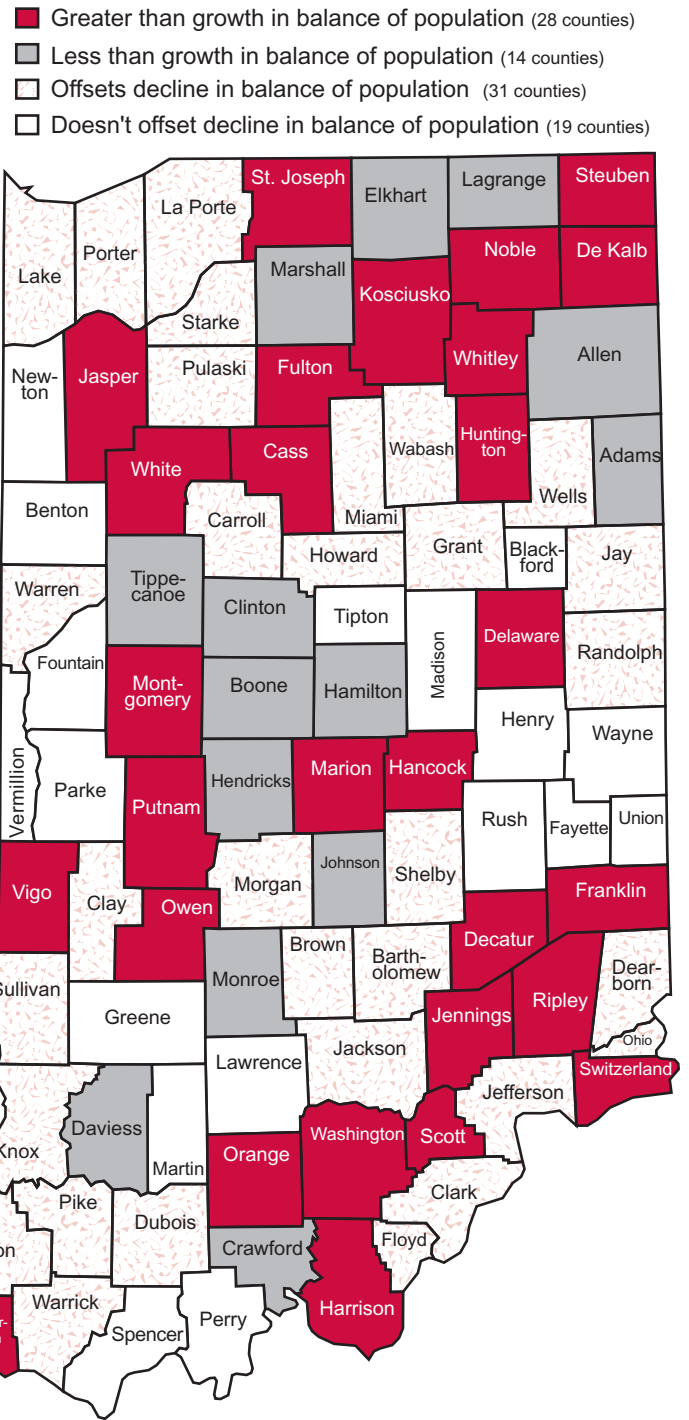 Greater than growth in balance of population (28 counties)
Less than growth in balance of population (14 counties)
Offsets decline in balance of population (31 counties)
Doesn't offset decline in balance of population (19 counties)
St. Joseph
Elkhart
Lagrange
Steuben
La Porte
Porter
Lake
Noble
De Kalb
Marshall
Kosciusko
Starke
Whitley
Allen
New-
ton
Jasper
Pulaski
Fulton
Wabash
Hunting-
ton
Adams
White
Cass
Wells
Benton
Carroll
Miami
Howard
Grant
Black-
ford
Jay
Warren
Tippe-
canoe
Clinton
Tipton
Madison
Delaware
Randolph
Fountain
Mont-
gomery
Boone
Hamilton
Henry
Wayne
Vermillion
Parke
Putnam
Hendricks
Marion
Hancock
Rush
Fayette
Union
Vigo
Clay
Owen
Morgan
Johnson
Shelby
Franklin
Decatur
Sullivan
Greene
Monroe
Brown
Barth-
olomew
Jennings
Ripley
Dear-
born
Ohio
Switzerland
Lawrence
Jackson
Jefferson
Knox
Daviess
Martin
Orange
Washington
Scott
Clark
Pike
Dubois
Crawford
Floyd
on
Harrison
Warrick
Spencer
Perry
r-